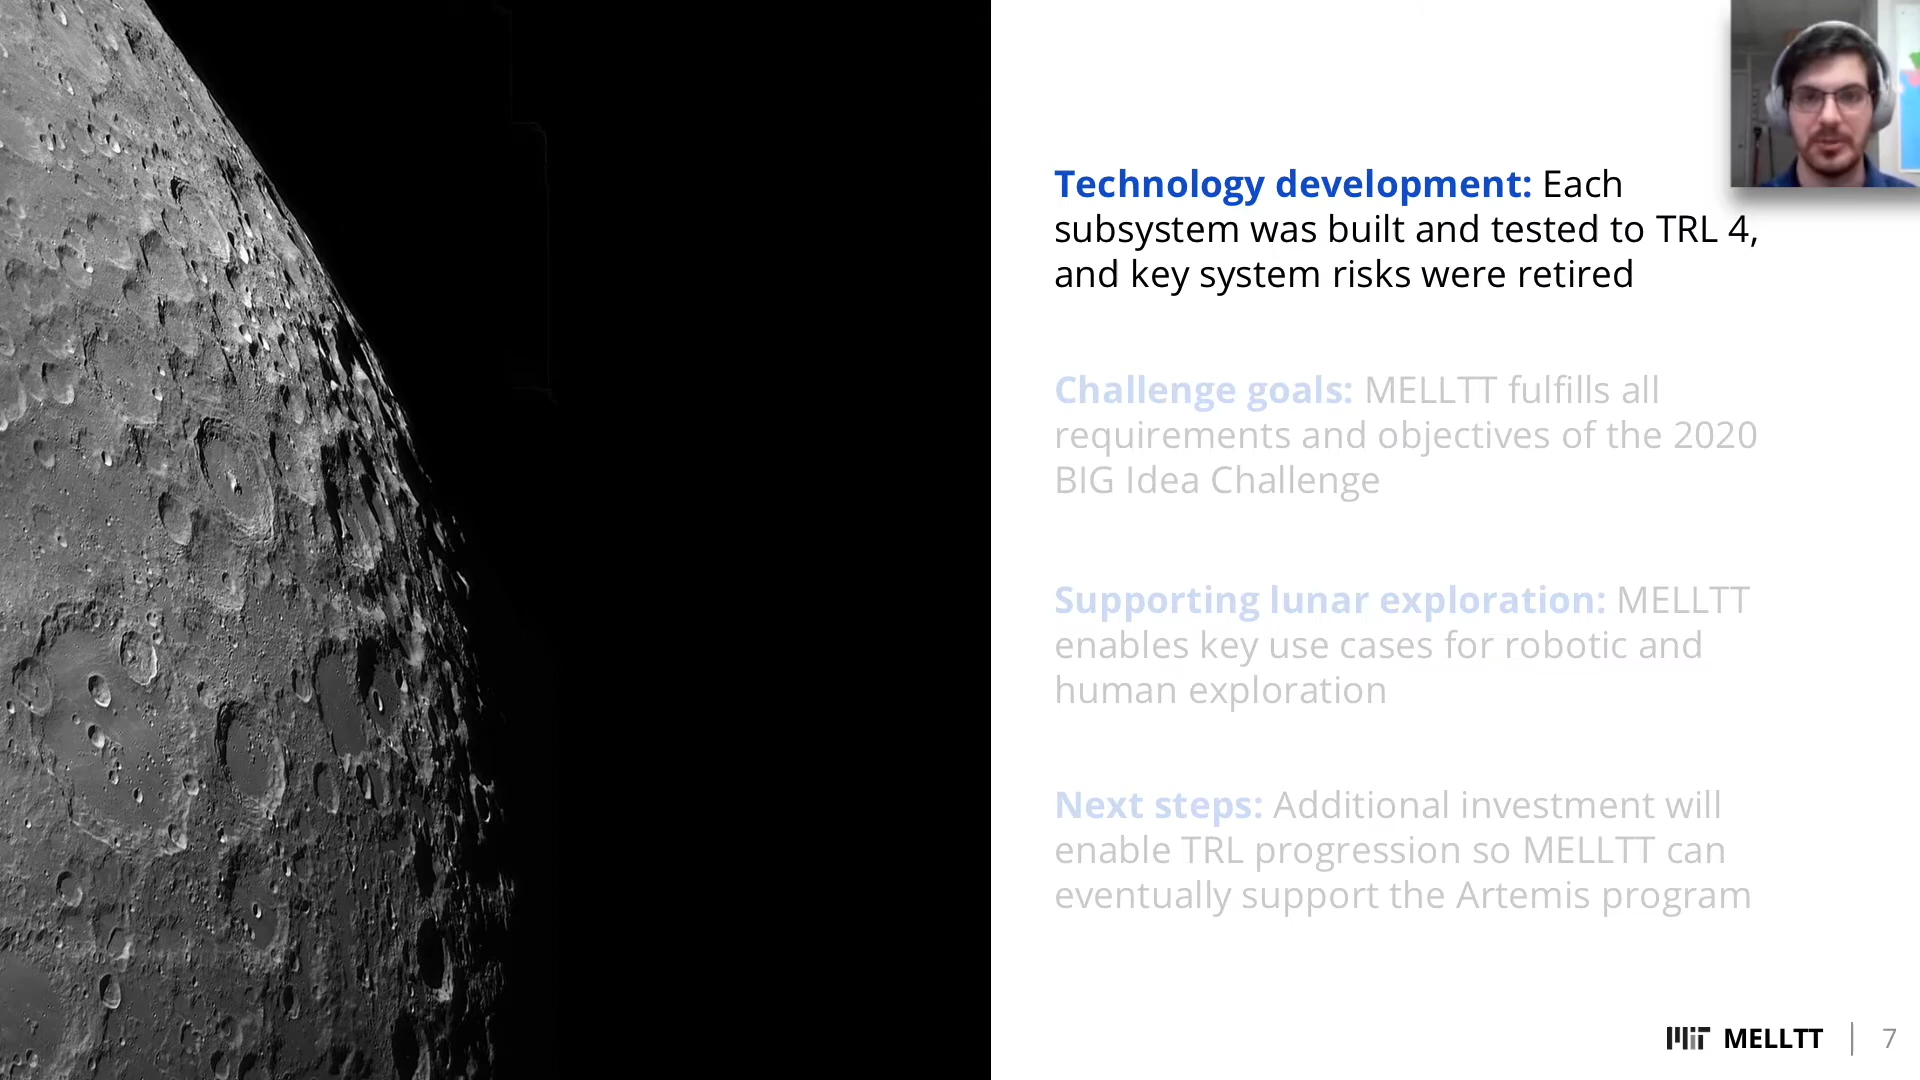 Technology development: Each
subsystem was built and tested to TRL 4,
and key system risks were retired
Challenge goals: MELLTT fulfills all
requirements and objectives of the 2020
BIG Idea Challenge
Supporting lunar exploration: MELLTT
enables key use cases for robotic and
human exploration
Next steps: Additional investment will
enable TRL progression so MELLTT can
eventually support the Artemis program
MIT MELLTT | 7